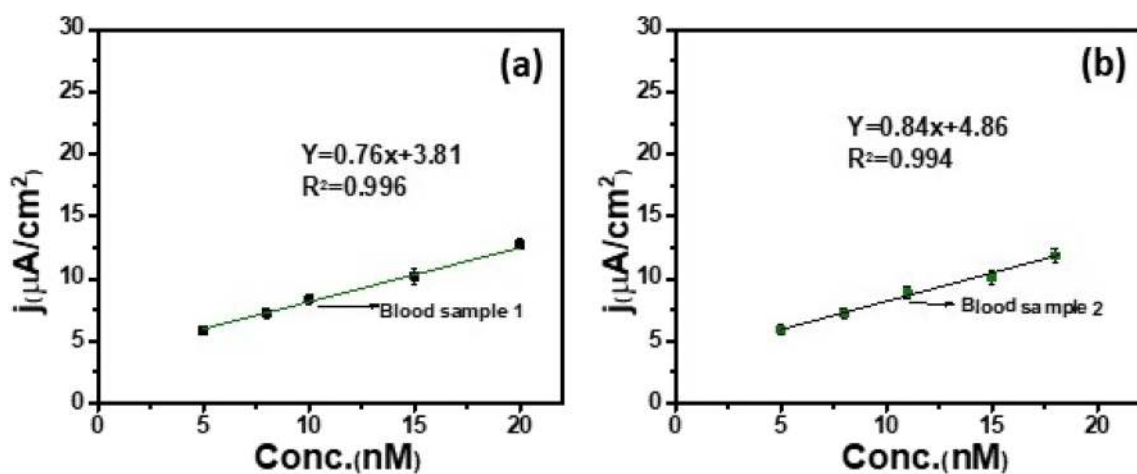 (a)
Y=0.76x+3.81
R²=0.996
Blood sample 1
j(μA/cm²)
30
25
20
15
10
5
0
0 5 10 15 20
Conc.(nM)
(b)
Y=0.84x+4.86
R²=0.994
Blood sample 2
j(μA/cm²)
30
25
20
15
10
5
0
0 5 10 15 20
Conc.(nM)